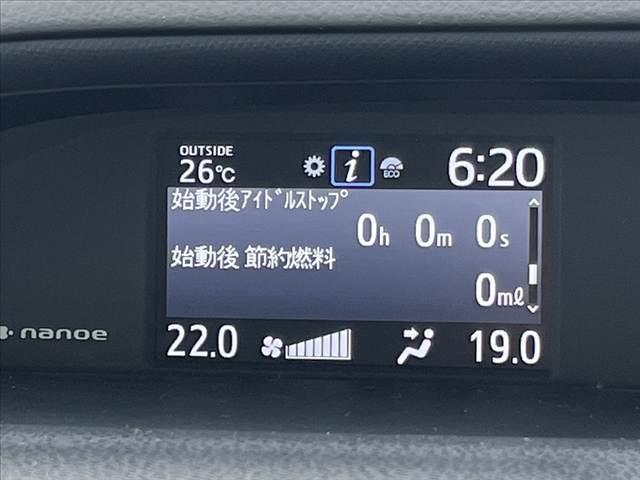 OUTSIDE
26℃
i
ECO
6:20
始動後ｱｲﾄﾞﾙｽﾄｯﾌﾟ
0h 0m 0s
始動後 節約燃料
0mℓ
nanoe
22.0
19.0